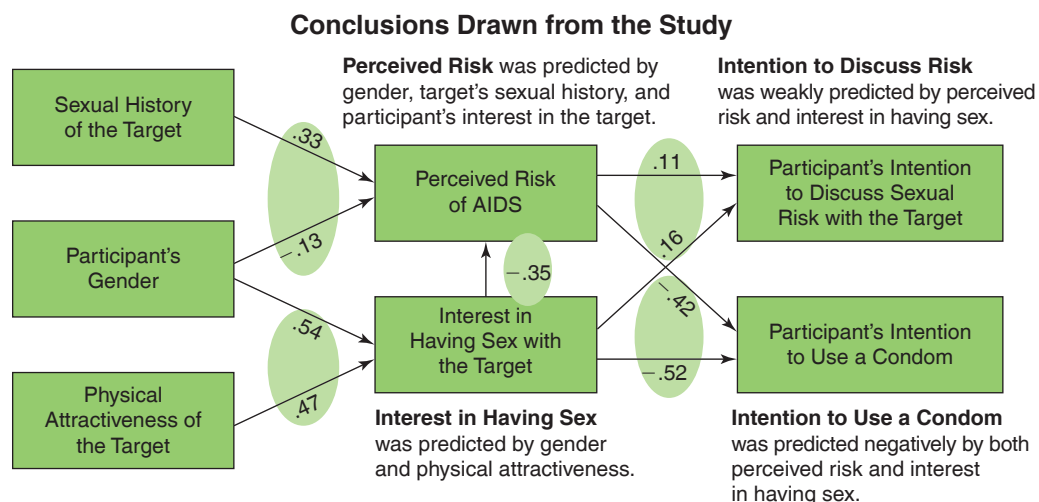 Conclusions Drawn from the Study
Sexual History
of the Target
Participant's
Gender
Physical
Attractiveness of
the Target
.33
−.13
.54
.47
Perceived Risk was predicted by
gender, target's sexual history, and
participant's interest in the target.
Perceived Risk
of AIDS
−.35
Interest in
Having Sex with
the Target
Interest in Having Sex
was predicted by gender
and physical attractiveness.
.11
.16
−.42
−.52
Intention to Discuss Risk
was weakly predicted by perceived
risk and interest in having sex.
Participant's Intention
to Discuss Sexual
Risk with the Target
Participant's Intention
to Use a Condom
Intention to Use a Condom
was predicted negatively by both
perceived risk and interest
in having sex.